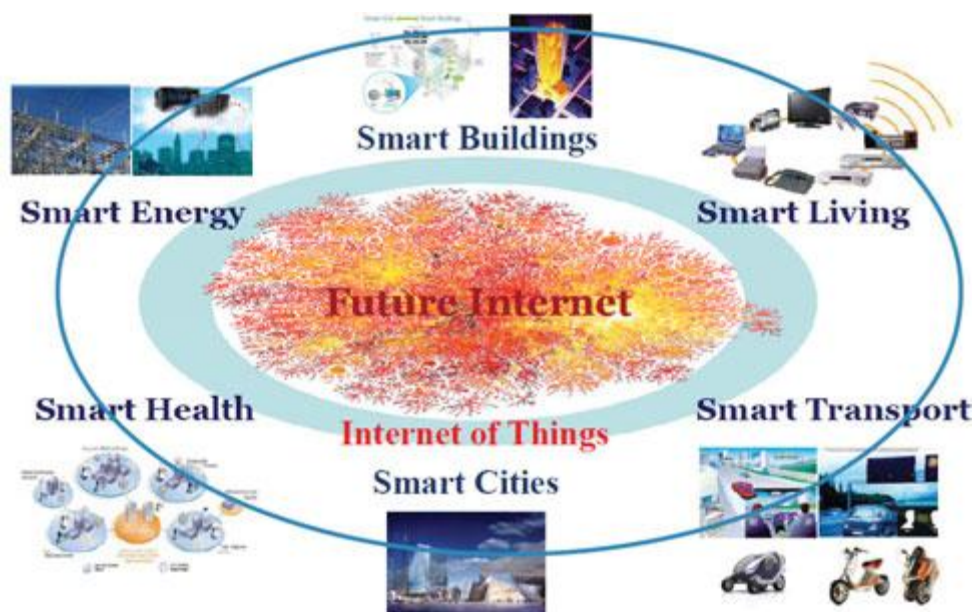 Smart Buildings
Smart Energy
Smart Living
Future Internet
Smart Health
Smart Transport
Internet of Things
Smart Cities